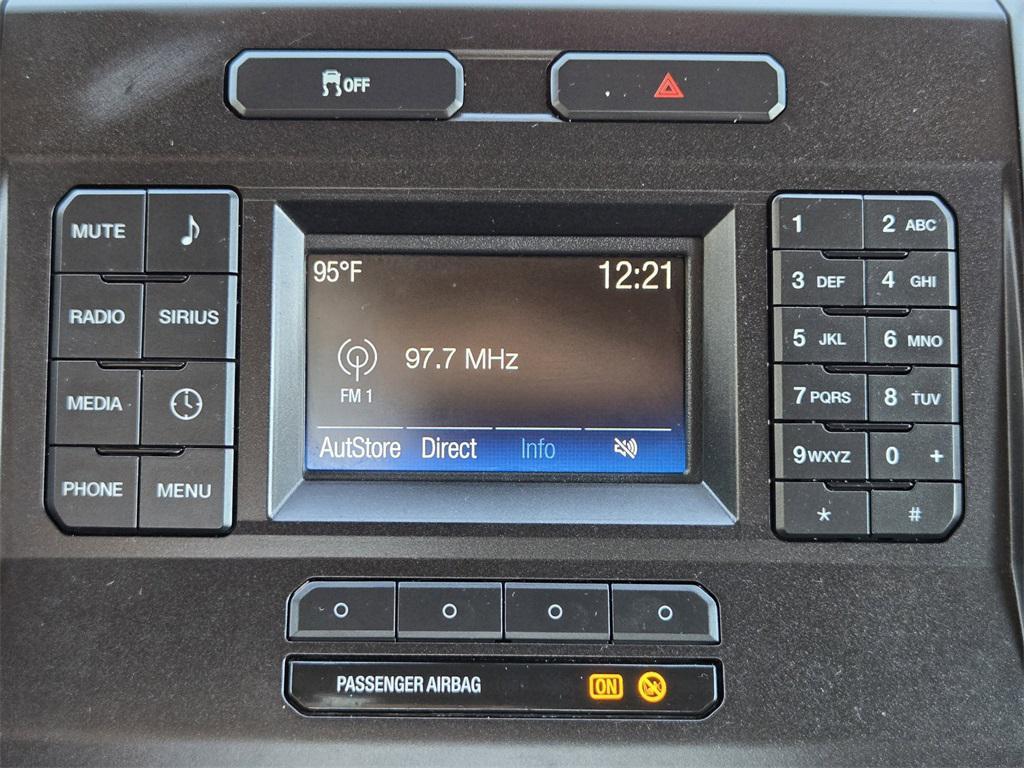 OFF
MUTE
RADIO SIRIUS
MEDIA
PHONE MENU
95°F 12:21
97.7 MHz
FM 1
AutStore Direct Info
1 2 ABC
3 DEF 4 GHI
5 JKL 6 MNO
7 PQRS 8 TUV
9 WXYZ 0 +
* #
PASSENGER AIRBAG ON